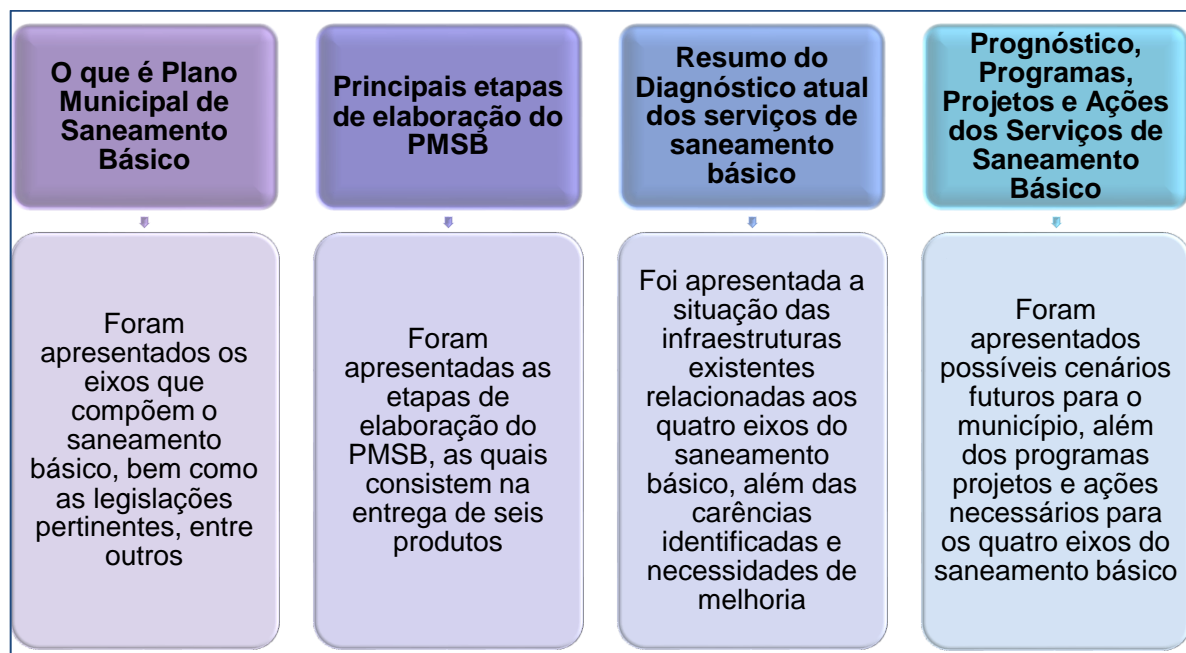 O que é Plano
Municipal de
Saneamento
Básico
Foram
apresentados os
eixos que
compõem o
saneamento
básico, bem como
as legislações
pertinentes, entre
outros
Principais etapas
de elaboração do
PMSB
Foram
apresentadas as
etapas de
elaboração do
PMSB, as quais
consistem na
entrega de seis
produtos
Resumo do
Diagnóstico atual
dos serviços de
saneamento
básico
Foi apresentada a
situação das
infraestruturas
existentes
relacionadas aos
quatro eixos do
saneamento
básico, além das
carências
identificadas e
necessidades de
melhoria
Prognóstico,
Programas,
Projetos e Ações
dos Serviços de
Saneamento
Básico
Foram
apresentados
possíveis cenários
futuros para o
município, além
dos programas
projetos e ações
necessários para
os quatro eixos do
saneamento básico